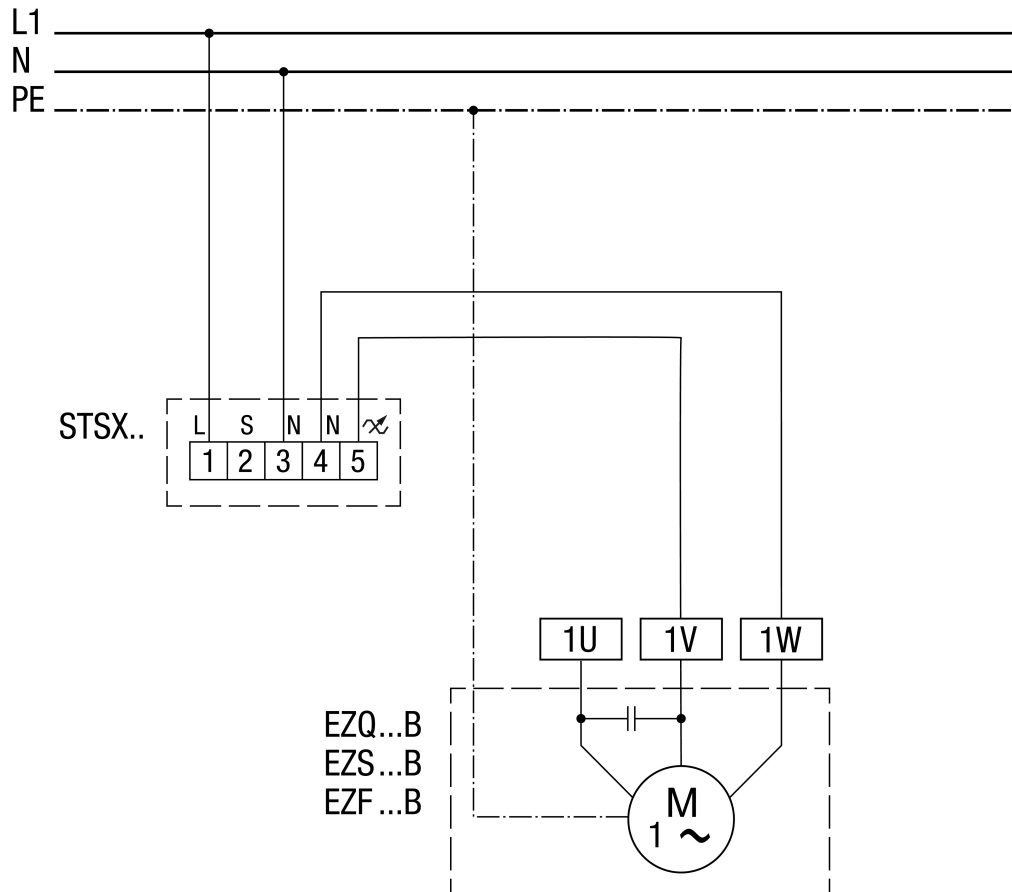 L1
N
PE
STSX..
L S N N
1 2 3 4 5
1U 1V 1W
EZQ...B
EZS...B
EZF...B
M
1 ~